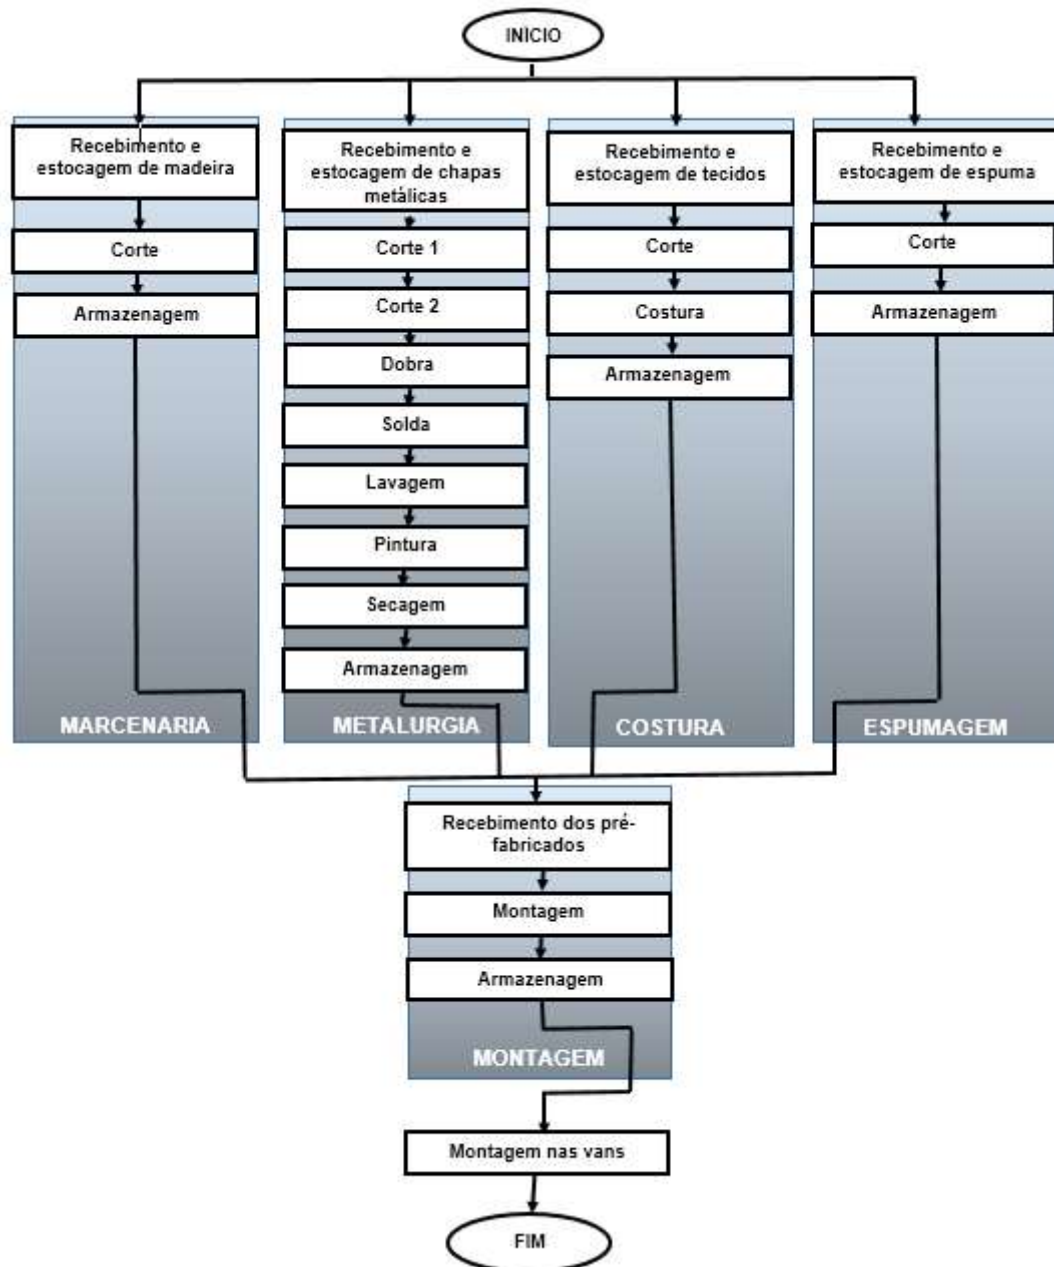 INÍCIO
Recebimento e
estocagem de madeira
Corte
Armazenagem
MARCENARIA
Recebimento e
estocagem de chapas
metálicas
Corte 1
Corte 2
Dobra
Solda
Lavagem
Pintura
Secagem
Armazenagem
METALURGIA
Recebimento e
estocagem de tecidos
Corte
Costura
Armazenagem
COSTURA
Recebimento e
estocagem de espuma
Corte
Armazenagem
ESPUMAGEM
Recebimento dos pré-
fabricados
Montagem
Armazenagem
MONTAGEM
Montagem nas vans
FIM